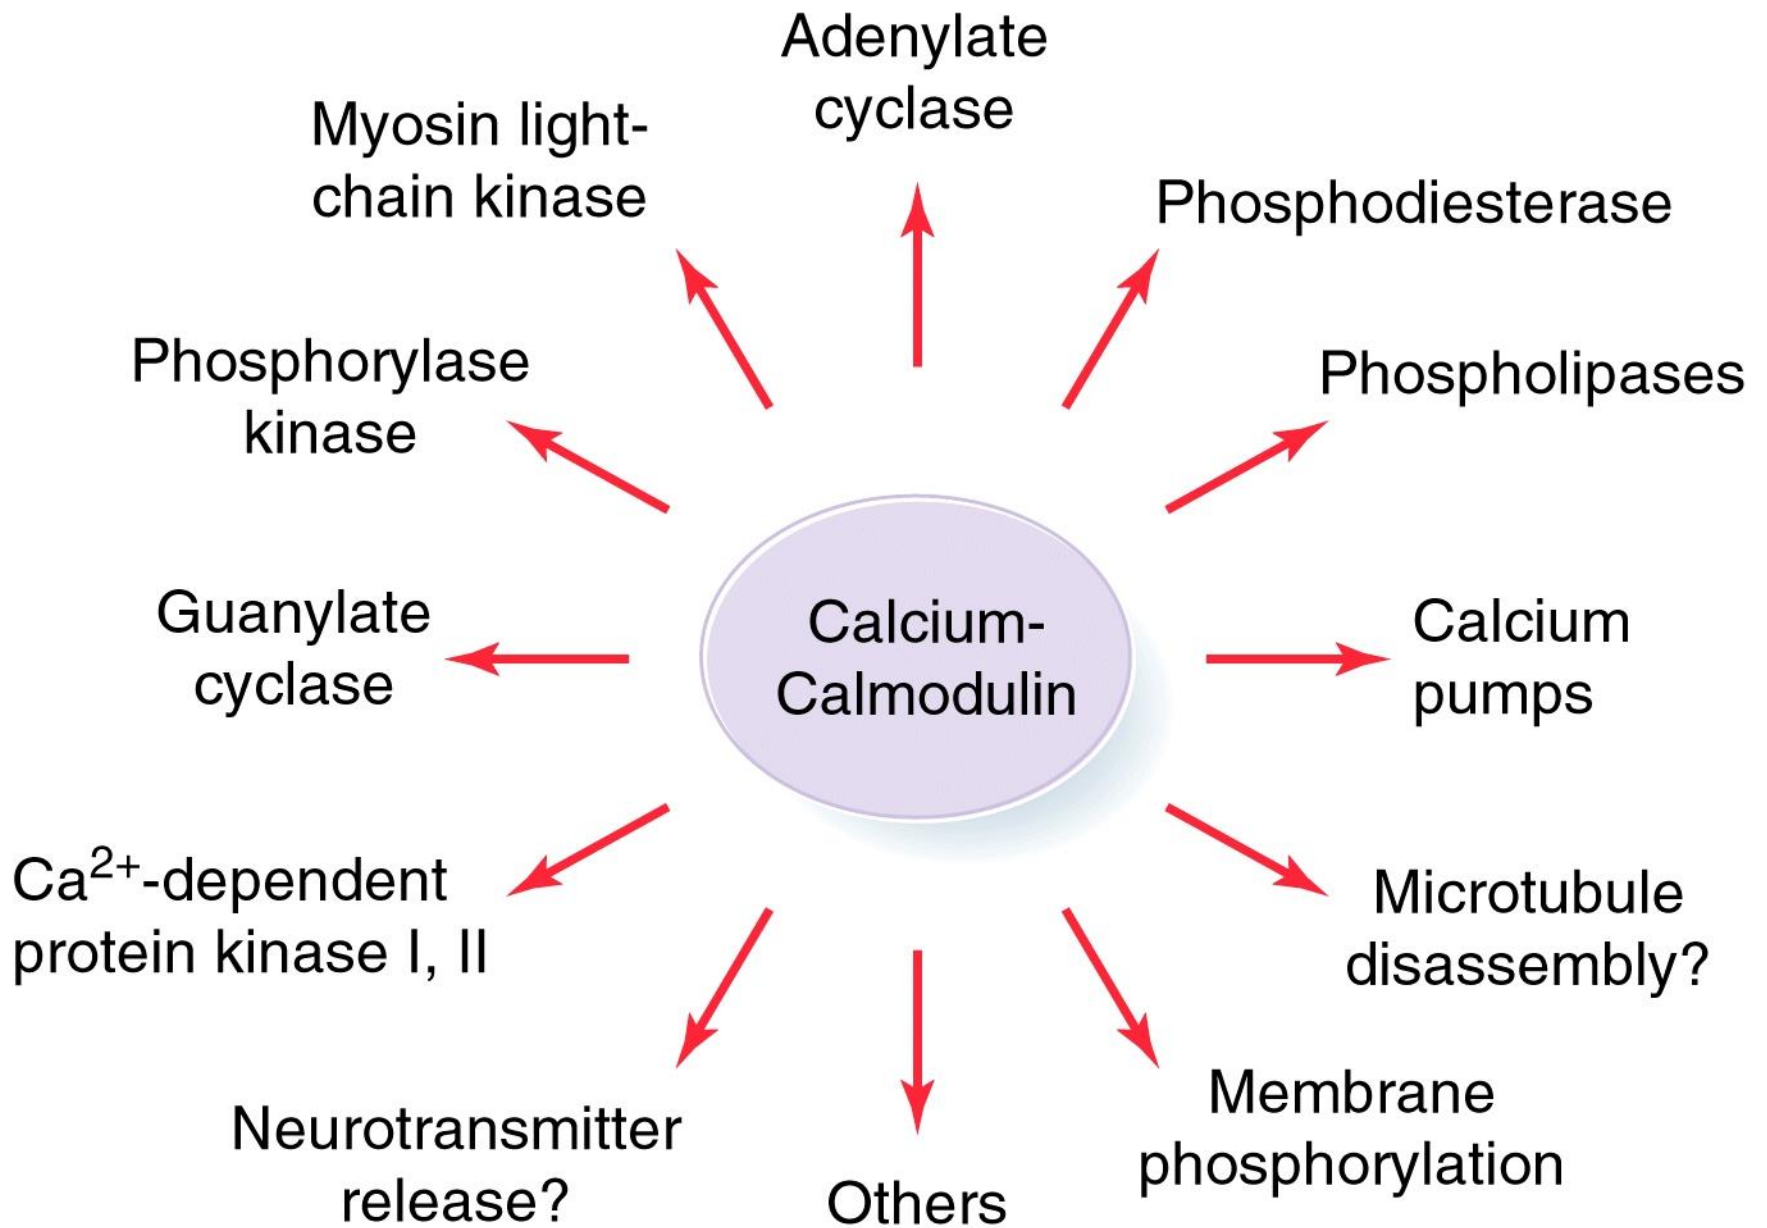 Adenylate
cyclase
Myosin light-
chain kinase
Phosphodiesterase
Phosphorylase
kinase
Phospholipases
Guanylate
cyclase
Calcium-
Calmodulin
Calcium
pumps
Ca²⁺-dependent
protein kinase I, II
Microtubule
disassembly?
Neurotransmitter
release?
Others
Membrane
phosphorylation